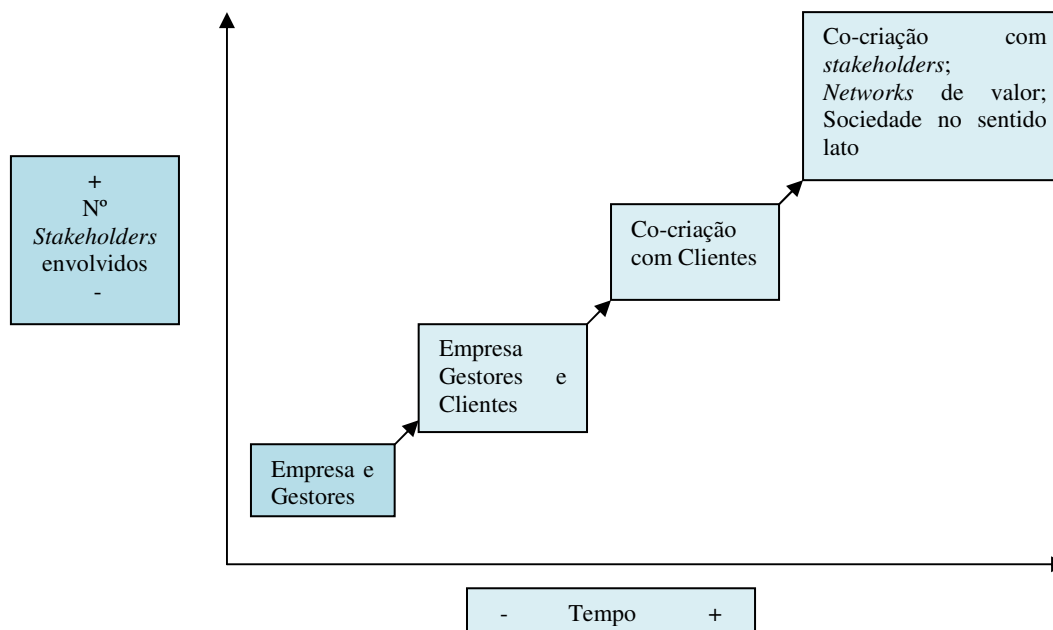 Co-criação com
stakeholders;
Networks de valor;
Sociedade no sentido
lato
+
Nº
Stakeholders
envolvidos
-
Co-criação
com Clientes
Empresa
Gestores e
Clientes
Empresa e
Gestores
- Tempo +